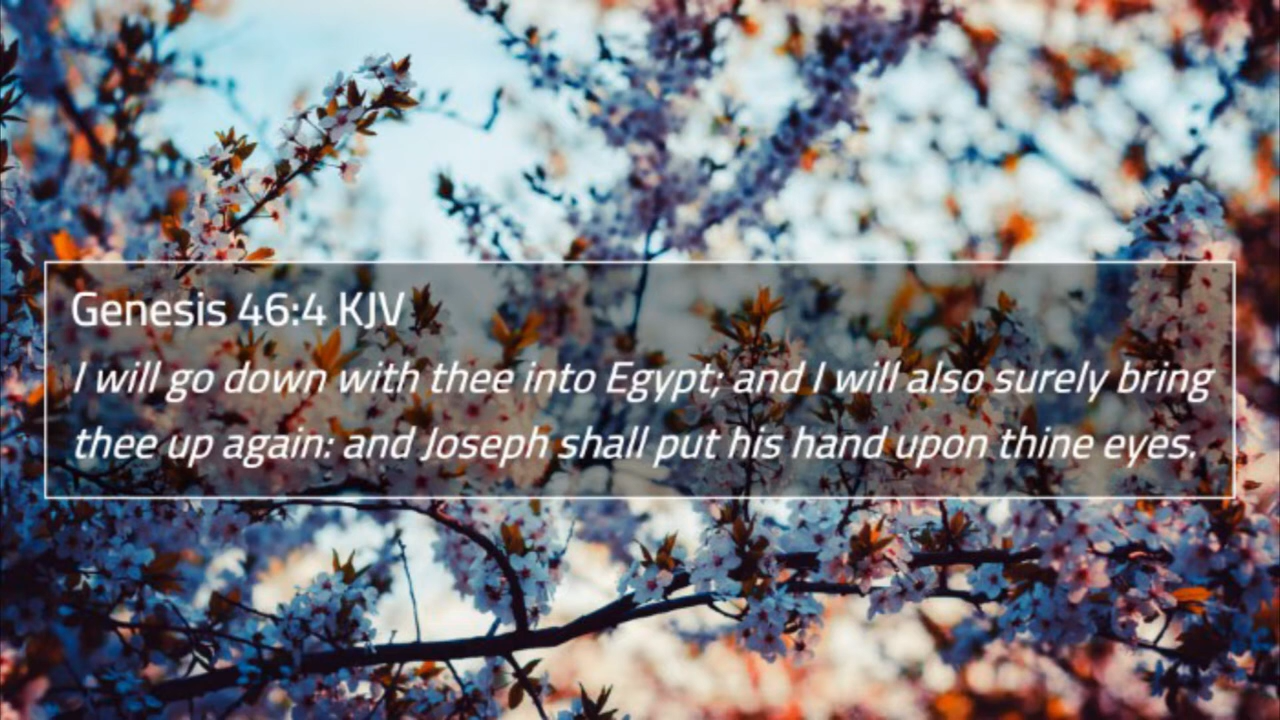 Genesis 46:4 KJV
I will go down with thee into Egypt; and I will also surely bring
thee up again: and Joseph shall put his hand upon thine eyes.